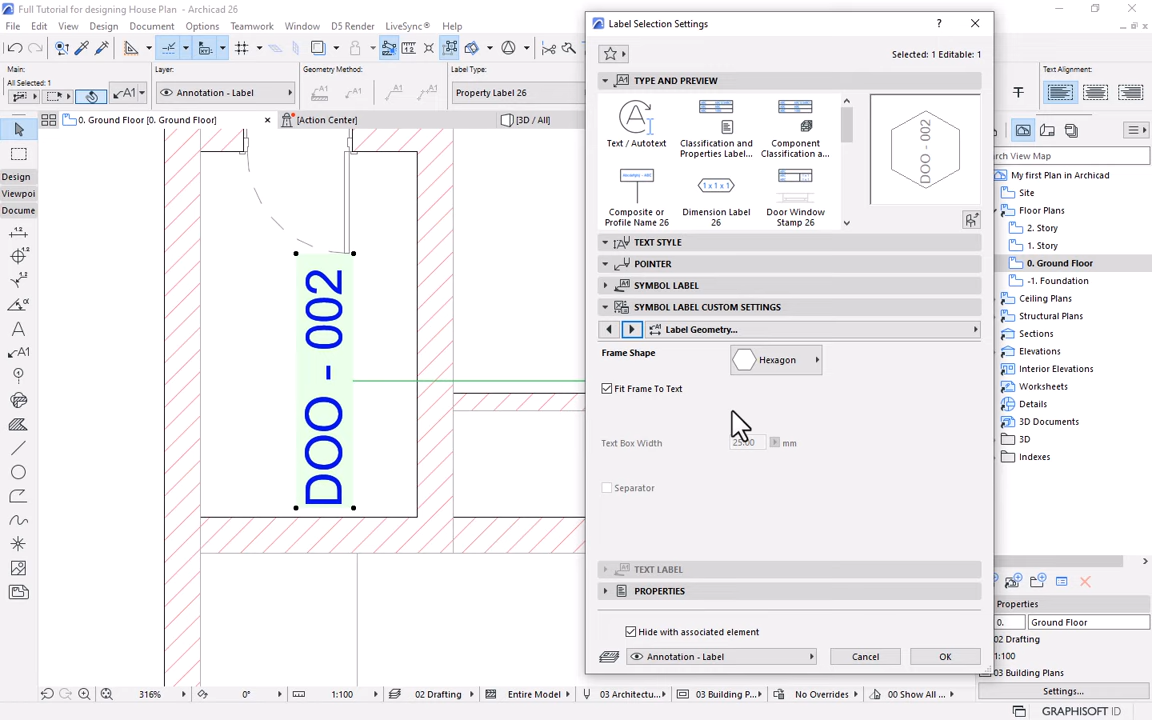 Full Tutorial for designing House Plan - Archicad 26
File Edit View Design Document Options Teamwork Window D5 Render LiveSync® Help
Main:
All Selected: 1
A1
Layer:
Annotation - Label
Geometry Method:
Label Type:
Property Label 26
Text Alignment:
0. Ground Floor [0. Ground Floor]
[Action Center]
[3D / All]
Design
Viewpoi
Docume
DOO - 002
Label Selection Settings
?
Selected: 1 Editable: 1
TYPE AND PREVIEW
Text / Autotext
Classification and Properties Label...
Component Classification a...
Composite or Profile Name 26
Dimension Label 26
Door Window Stamp 26
DOO - 002
TEXT STYLE
POINTER
SYMBOL LABEL
SYMBOL LABEL CUSTOM SETTINGS
Label Geometry...
Frame Shape
Hexagon
Fit Frame To Text
Text Box Width
25.00
mm
Separator
TEXT LABEL
PROPERTIES
Hide with associated element
Annotation - Label
Cancel
OK
rch View Map
My first Plan in Archicad
Site
Floor Plans
2. Story
1. Story
0. Ground Floor
-1. Foundation
Ceiling Plans
Structural Plans
Sections
Elevations
Interior Elevations
Worksheets
Details
3D Documents
3D
Indexes
Properties
0.
Ground Floor
02 Drafting
1:100
03 Building Plans
Settings...
316%
0°
1:100
02 Drafting
Entire Model
03 Architectu...
03 Building P...
No Overrides
00 Show All ...
GRAPHISOFT ID